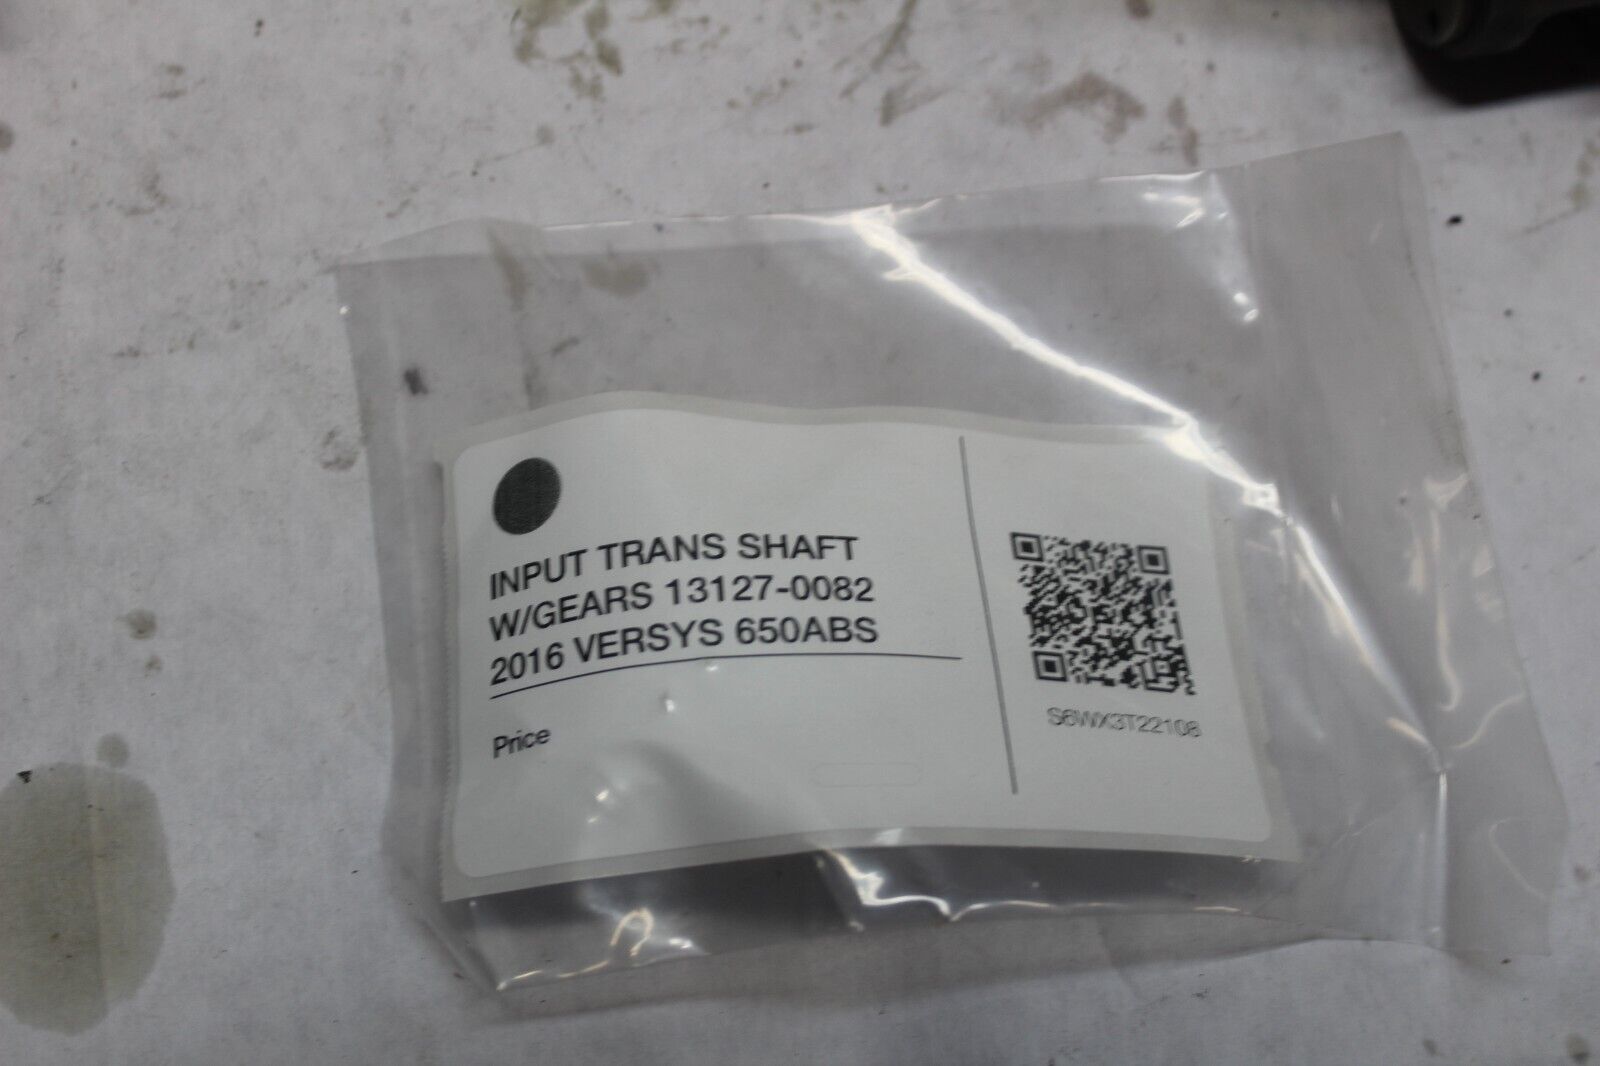 INPUT TRANS SHAFT
W/GEARS 13127-0082
2016 VERSYS 650ABS
Price
S6WX3T22108